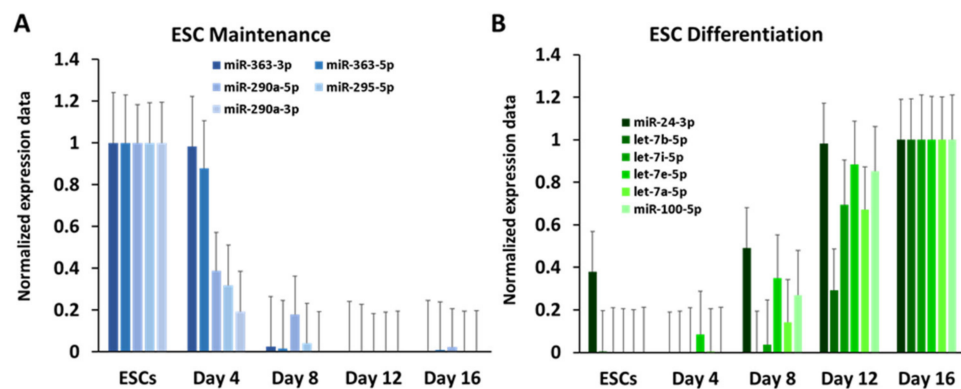 A
ESC Maintenance
Normalized expression data
1.4
1.2
1
0.8
0.6
0.4
0.2
0
miR-363-3p
miR-363-5p
miR-290a-5p
miR-295-5p
miR-290a-3p
ESCs
Day 4
Day 8
Day 12
Day 16
B
ESC Differentiation
Normalized expression data
1.4
1.2
1
0.8
0.6
0.4
0.2
0
miR-24-3p
let-7b-5p
let-7i-5p
let-7e-5p
let-7a-5p
miR-100-5p
ESCs
Day 4
Day 8
Day 12
Day 16